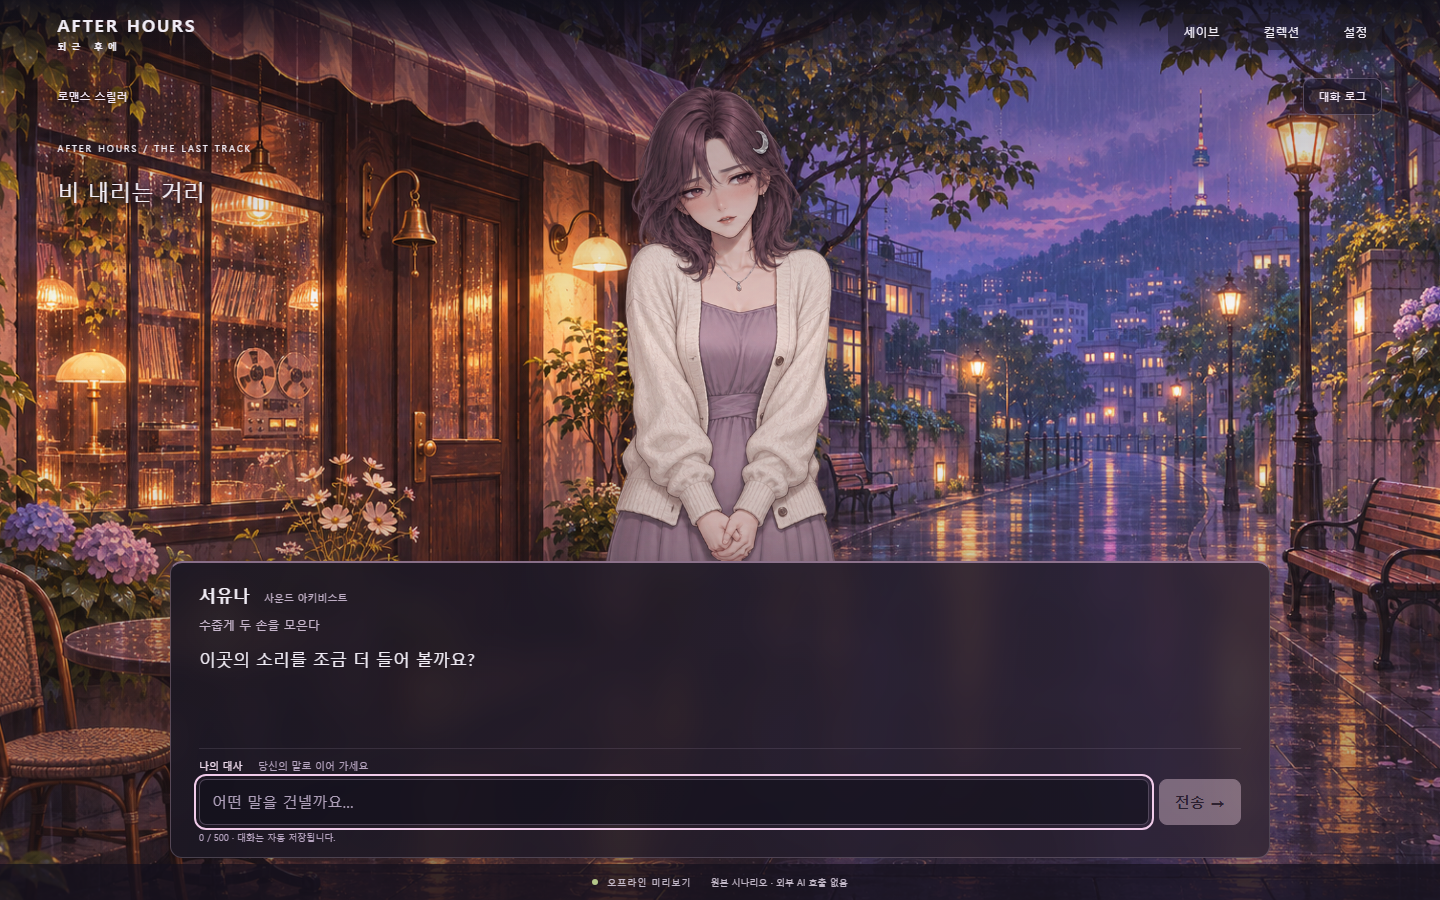 AFTER HOURS
퇴근 후에
세이브 컬렉션 설정
로맨스 스릴러
대화 로그
AFTER HOURS / THE LAST TRACK
비 내리는 거리
서유나 사운드 아키비스트
수줍게 두 손을 모은다
이곳의 소리를 조금 더 들어 볼까요?
나의 대사 당신의 말로 이어 가세요
어떤 말을 건넬까요...
전송 →
0 / 500 · 대화는 자동 저장됩니다.
오프라인 미리보기 원본 시나리오 · 외부 AI 호출 없음